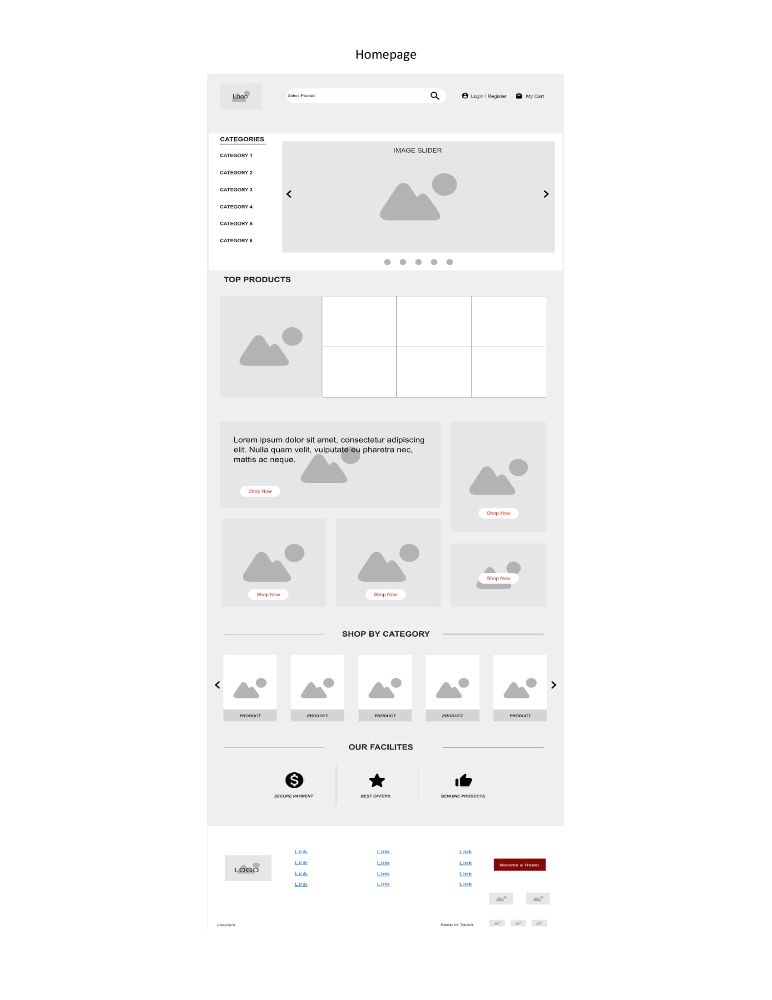 Homepage
Logo
Select Product
Login / Register
My Cart
CATEGORIES
CATEGORY 1
CATEGORY 2
CATEGORY 3
CATEGORY 4
CATEGORY 5
CATEGORY 6
IMAGE SLIDER
TOP PRODUCTS
Lorem ipsum dolor sit amet, consectetur adipiscing
elit. Nulla quam velit, vulputate eu pharetra nec,
mattis ac neque.
Shop Now
Shop Now
Shop Now
Shop Now
Shop Now
SHOP BY CATEGORY
PRODUCT
PRODUCT
PRODUCT
PRODUCT
PRODUCT
OUR FACILITES
SECURE PAYMENT
BEST OFFERS
GENUINE PRODUCTS
LOGO
Link
Link
Link
Link
Link
Link
Link
Link
Link
Link
Link
Link
Become a Trader
Copyright
Keep In Touch